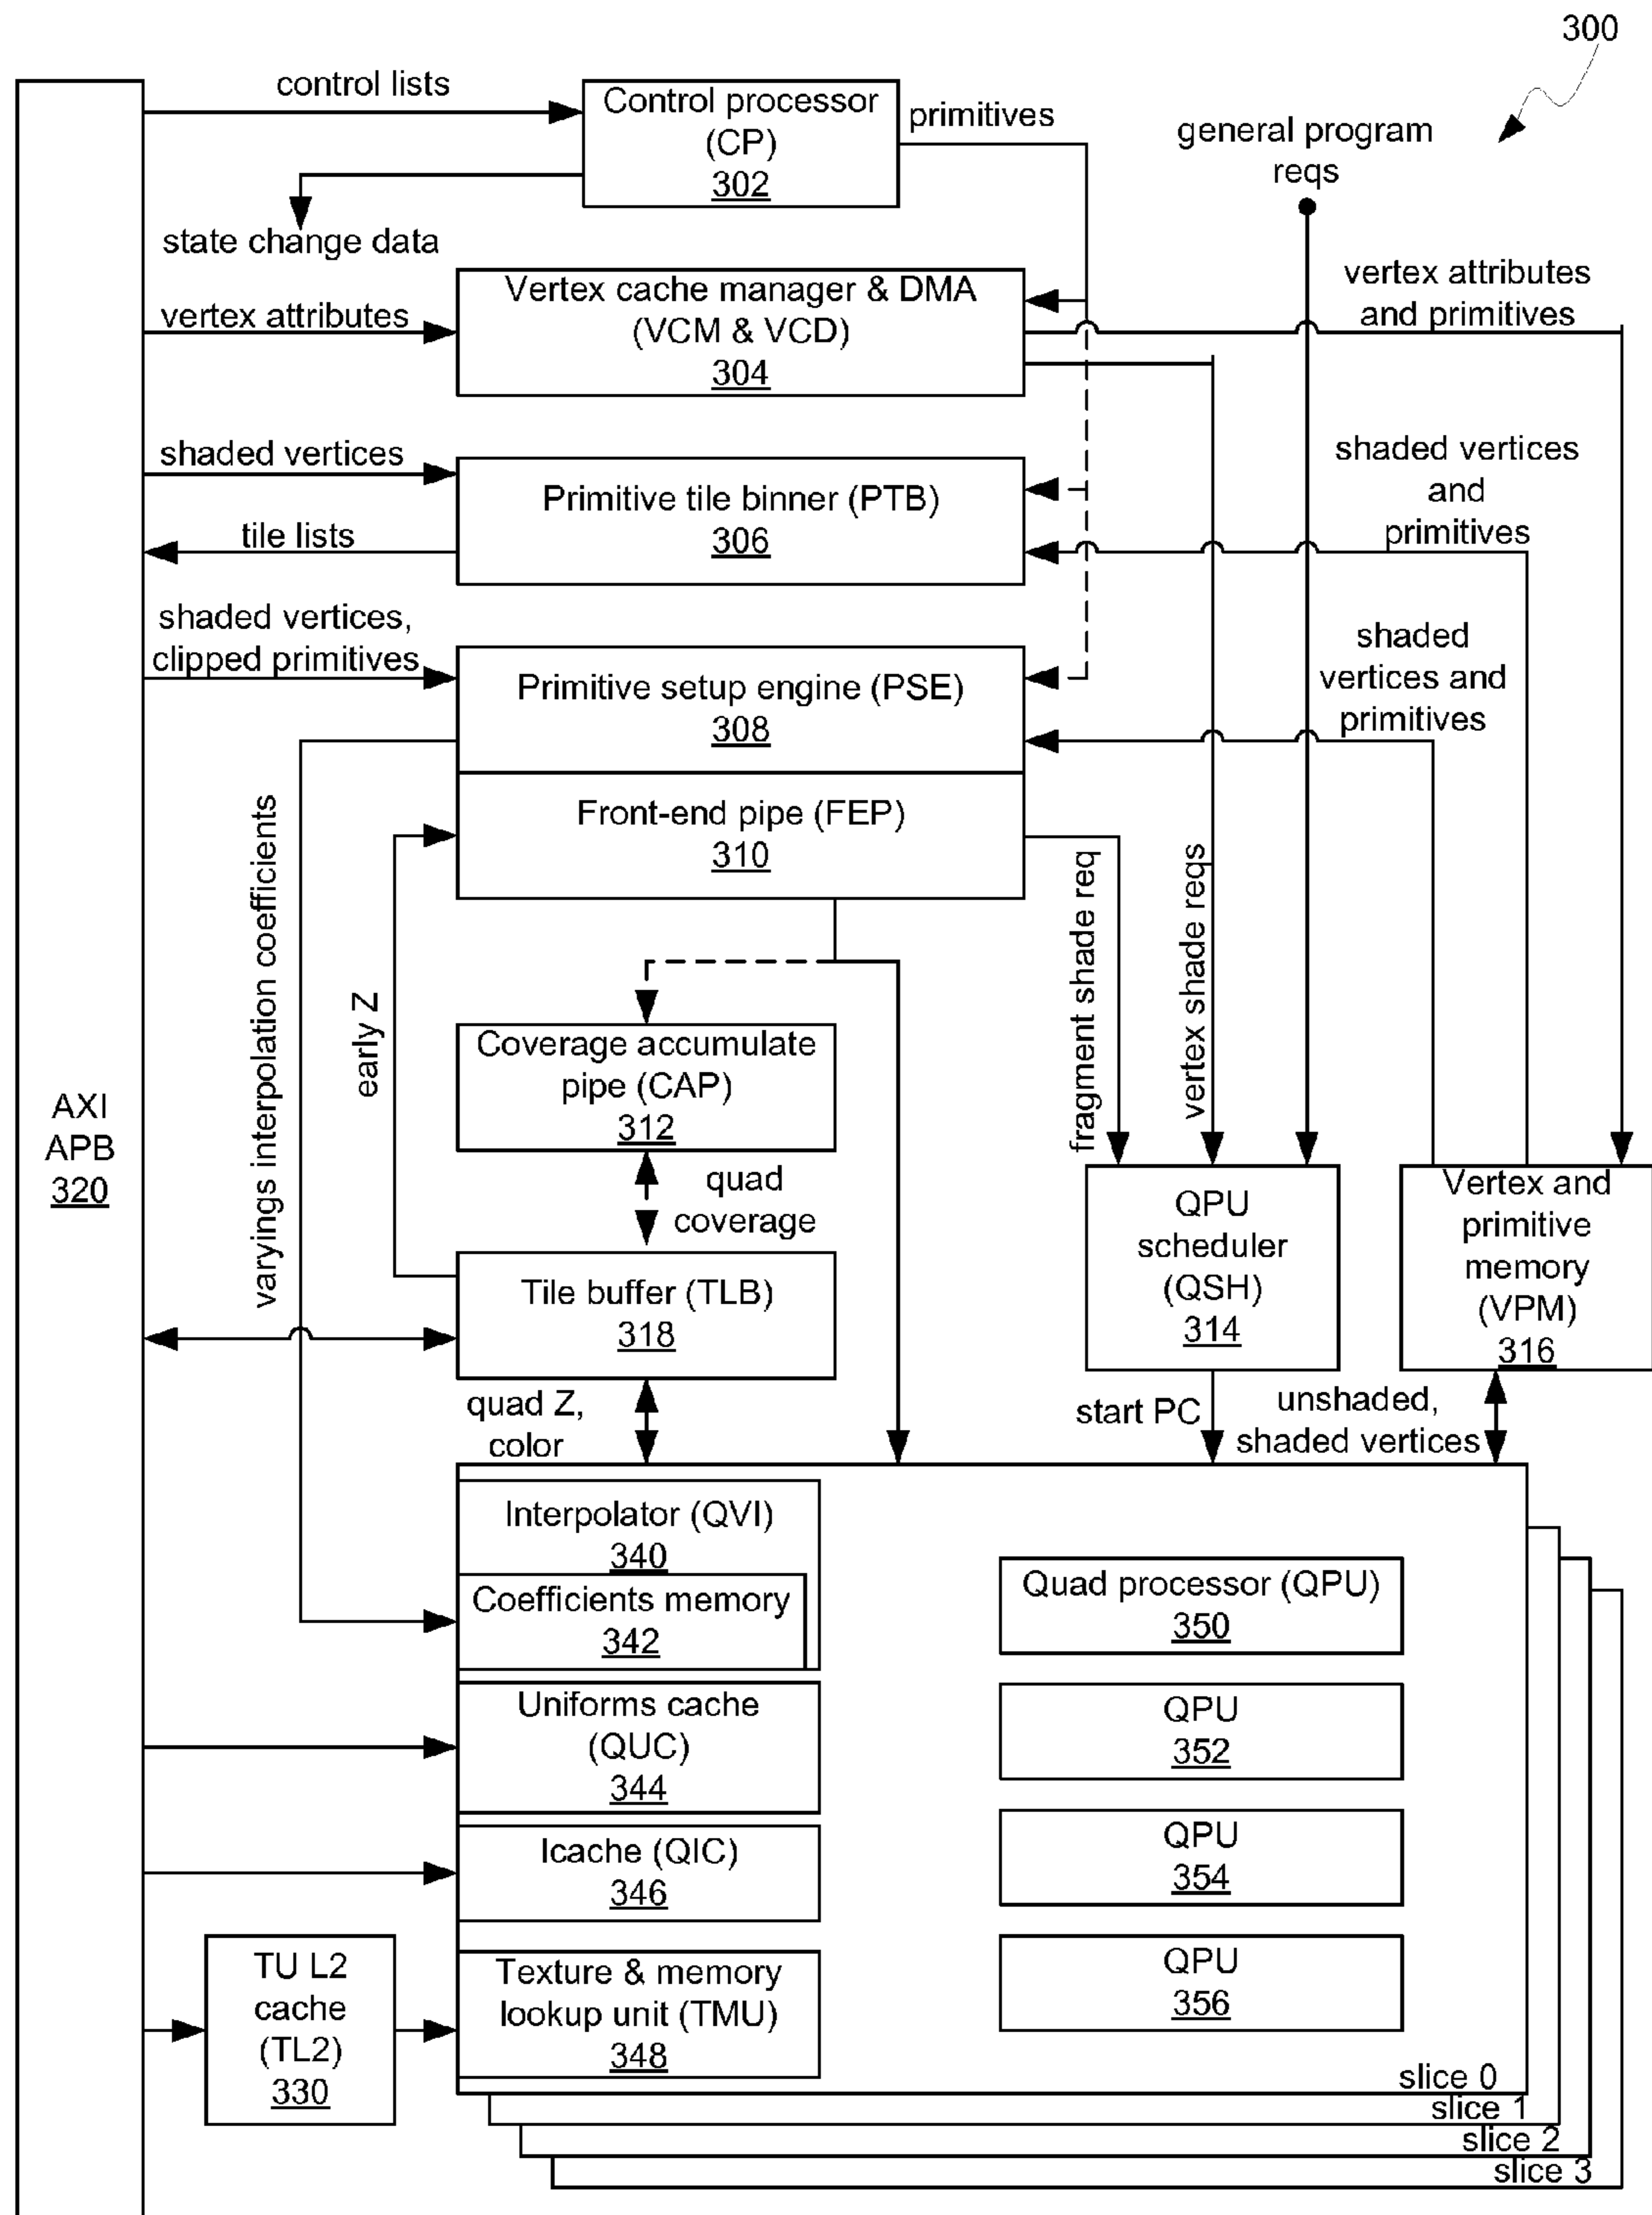 300
control lists
Control processor
(CP)
302
primitives
general program
reqs
state change data
vertex attributes
Vertex cache manager & DMA
(VCM & VCD)
304
vertex attributes
and primitives
shaded vertices
tile lists
Primitive tile binner (PTB)
306
shaded vertices
and
primitives
shaded vertices,
clipped primitives
Primitive setup engine (PSE)
308
shaded
vertices and
primitives
Front-end pipe (FEP)
310
varyings interpolation coefficients
early Z
fragment shade req
vertex shade reqs
AXI
APB
320
Coverage accumulate
pipe (CAP)
312
quad
coverage
Tile buffer (TLB)
318
QPU
scheduler
(QSH)
314
Vertex and
primitive
memory
(VPM)
316
quad Z,
color
start PC
unshaded,
shaded vertices
Interpolator (QVI)
340
Coefficients memory
342
Uniforms cache
(QUC)
344
Icache (QIC)
346
Texture & memory
lookup unit (TMU)
348
TU L2
cache
(TL2)
330
Quad processor (QPU)
350
QPU
352
QPU
354
QPU
356
slice 0
slice 1
slice 2
slice 3